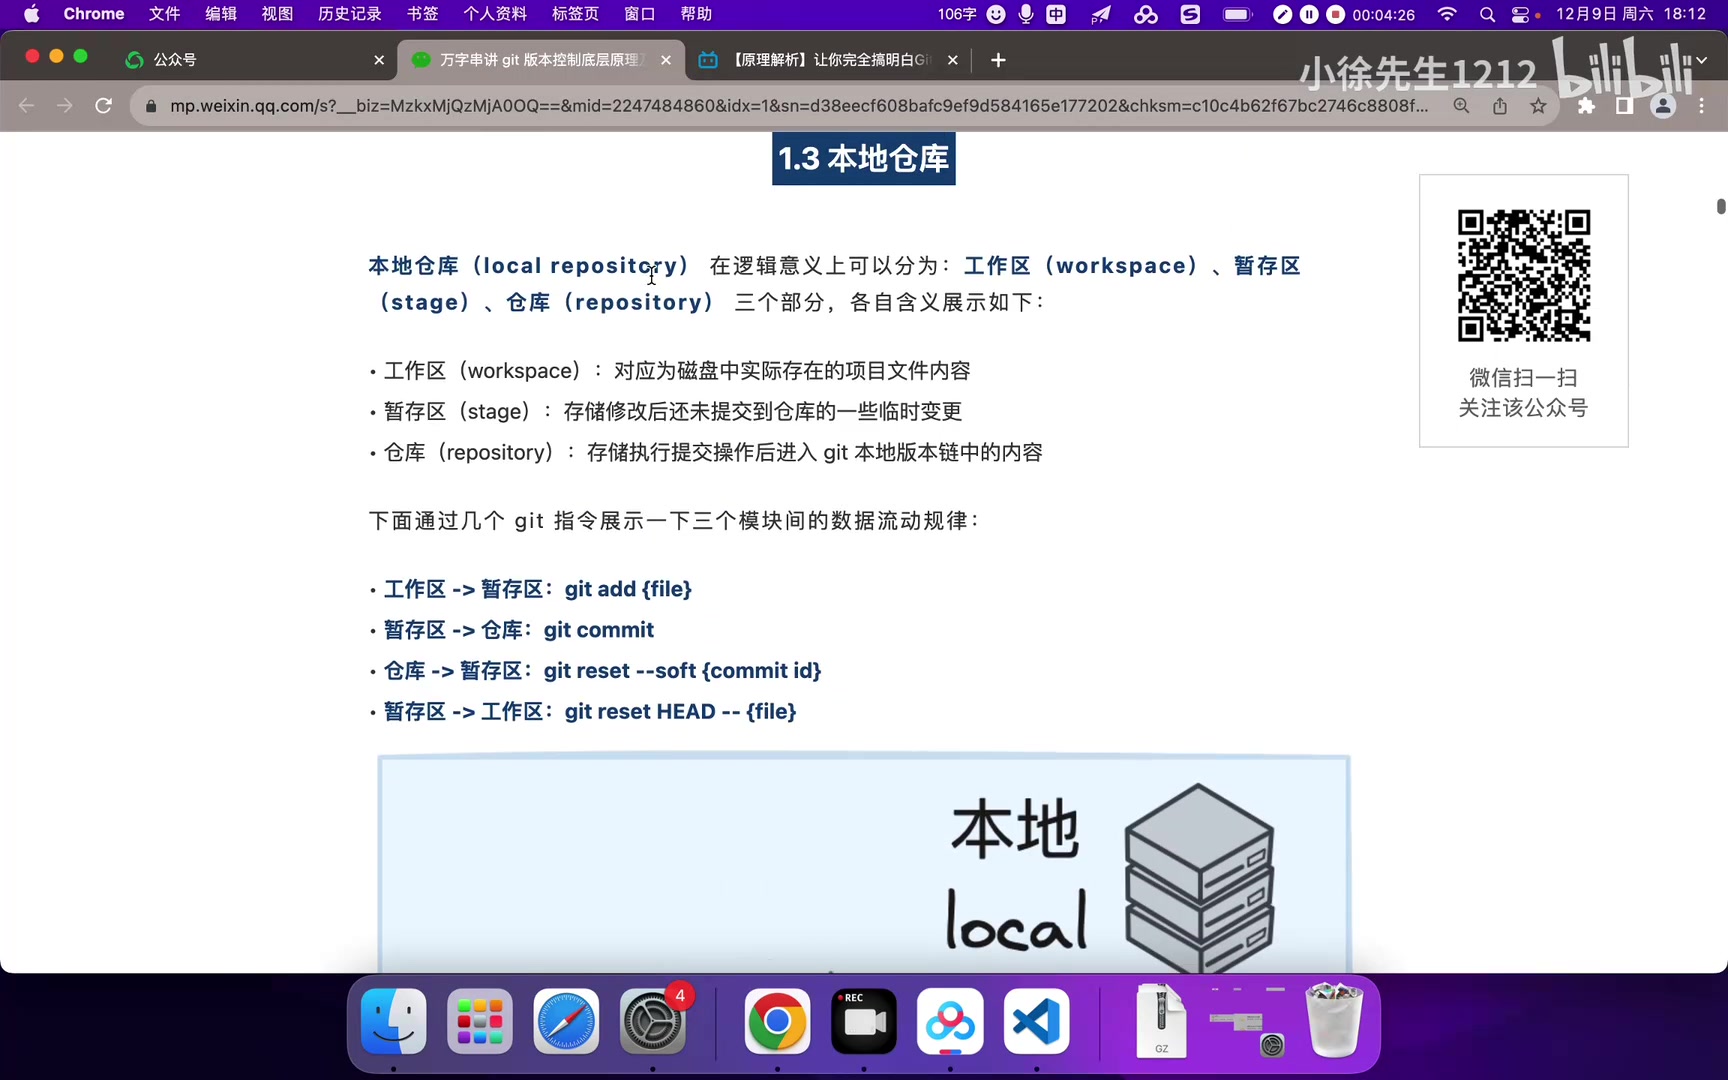 Chrome 文件 编辑 视图 历史记录 书签 个人资料 标签页 窗口 帮助 106字 中 00:04:26 12月9日 周六 18:12
公众号 万字串讲 git 版本控制底层原理及 【原理解析】让你完全搞明白Gi
小徐先生1212 bilibili
mp.weixin.qq.com/s?__biz=MzkxMjQzMjA0OQ==&mid=2247484860&idx=1&sn=d38eecf608bafc9ef9d584165e177202&chksm=c10c4b62f67bc2746c8808f...
1.3 本地仓库
本地仓库（local repository） 在逻辑意义上可以分为：工作区（workspace）、暂存区
（stage）、仓库（repository） 三个部分，各自含义展示如下：
• 工作区（workspace）：对应为磁盘中实际存在的项目文件内容
• 暂存区（stage）：存储修改后还未提交到仓库的一些临时变更
• 仓库（repository）：存储执行提交操作后进入 git 本地版本链中的内容
微信扫一扫
关注该公众号
下面通过几个 git 指令展示一下三个模块间的数据流动规律：
• 工作区 -> 暂存区：git add {file}
• 暂存区 -> 仓库：git commit
• 仓库 -> 暂存区：git reset --soft {commit id}
• 暂存区 -> 工作区：git reset HEAD -- {file}
本地
local
4
REC
GZ